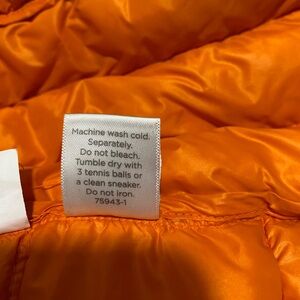 Machine wash cold.
Separately.
Do not bleach.
Tumble dry with
3 tennis balls or
a clean sneaker.
Do not iron.
75943-1